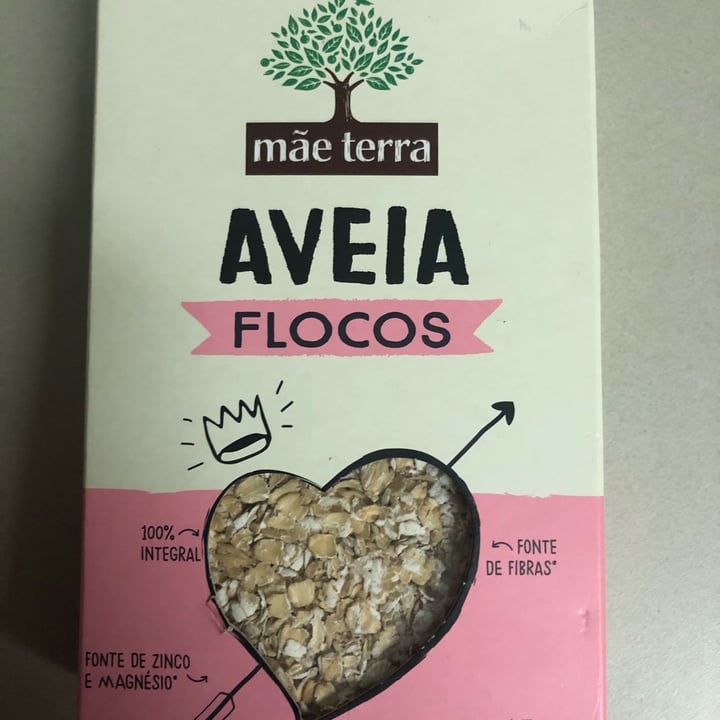 mãe terra
AVEIA
FLOCOS
100%
INTEGRAL
FONTE
DE FIBRAS*
FONTE DE ZINCO
E MAGNÉSIO*